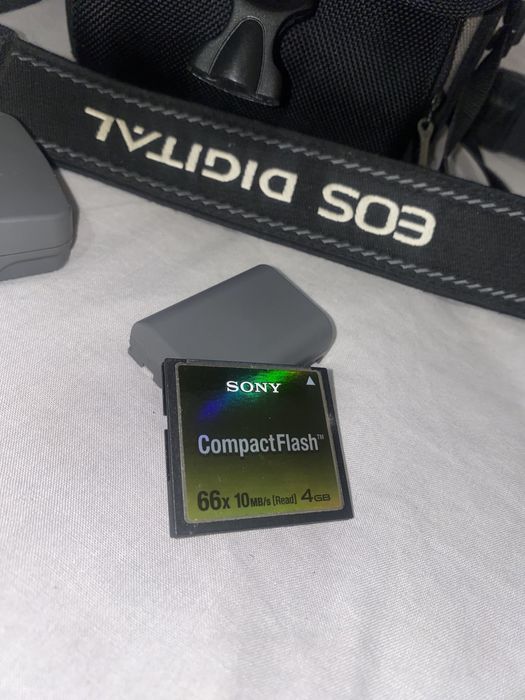 EOS DIGITAL
SONY
CompactFlash™
66x 10MB/s [Read] 4GB